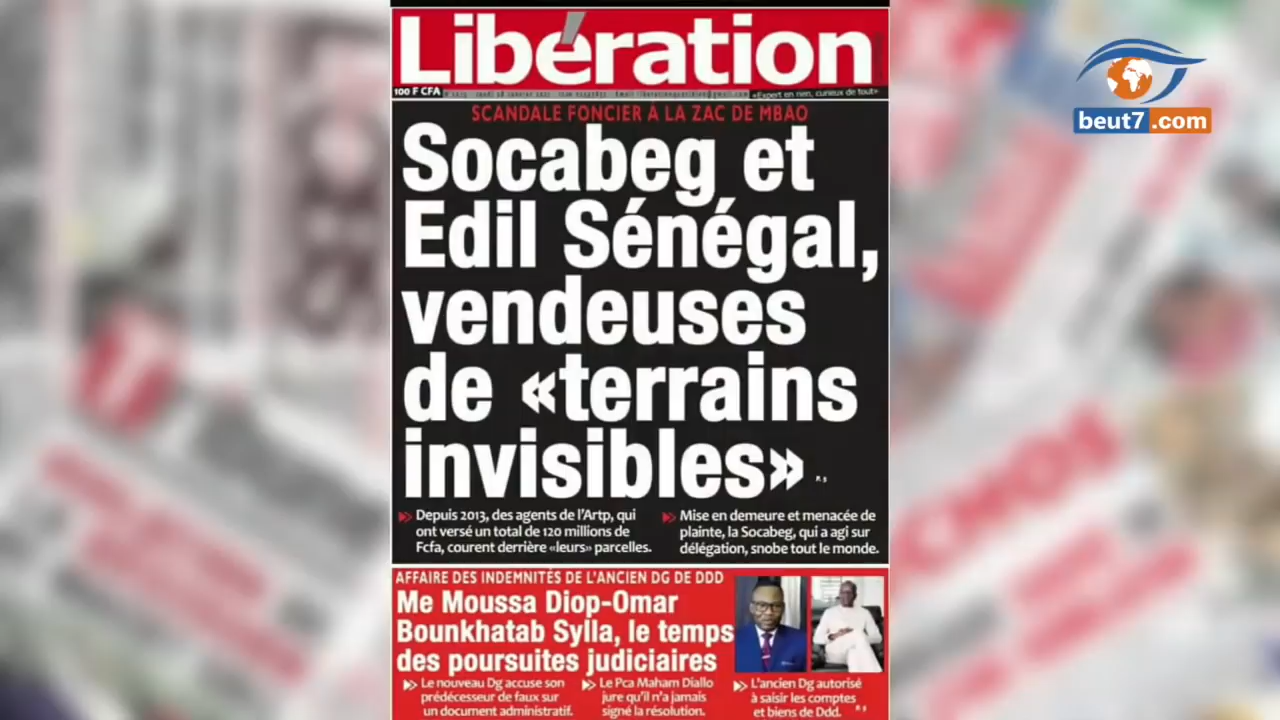 Libération
100 F CFA
«Expert en rien, curieux de tout»
beut7.com
SCANDALE FONCIER À LA ZAC DE MBAO
Socabeg et
Edil Sénégal,
vendeuses
de «terrains
invisibles»
Depuis 2013, des agents de l'Artp, qui
ont versé un total de 120 millions de
Fcfa, courent derrière «leurs» parcelles.
Mise en demeure et menacée de
plainte, la Socabeg, qui a agi sur
délégation, snobe tout le monde.
AFFAIRE DES INDEMNITÉS DE L'ANCIEN DG DE DDD
Me Moussa Diop-Omar
Bounkhatab Sylla, le temps
des poursuites judiciaires
Le nouveau Dg accuse son
prédécesseur de faux sur
un document administratif.
Le Pca Maham Diallo
jure qu'il n'a jamais
signé la résolution.
L'ancien Dg autorisé
à saisir les comptes
et biens de Ddd.